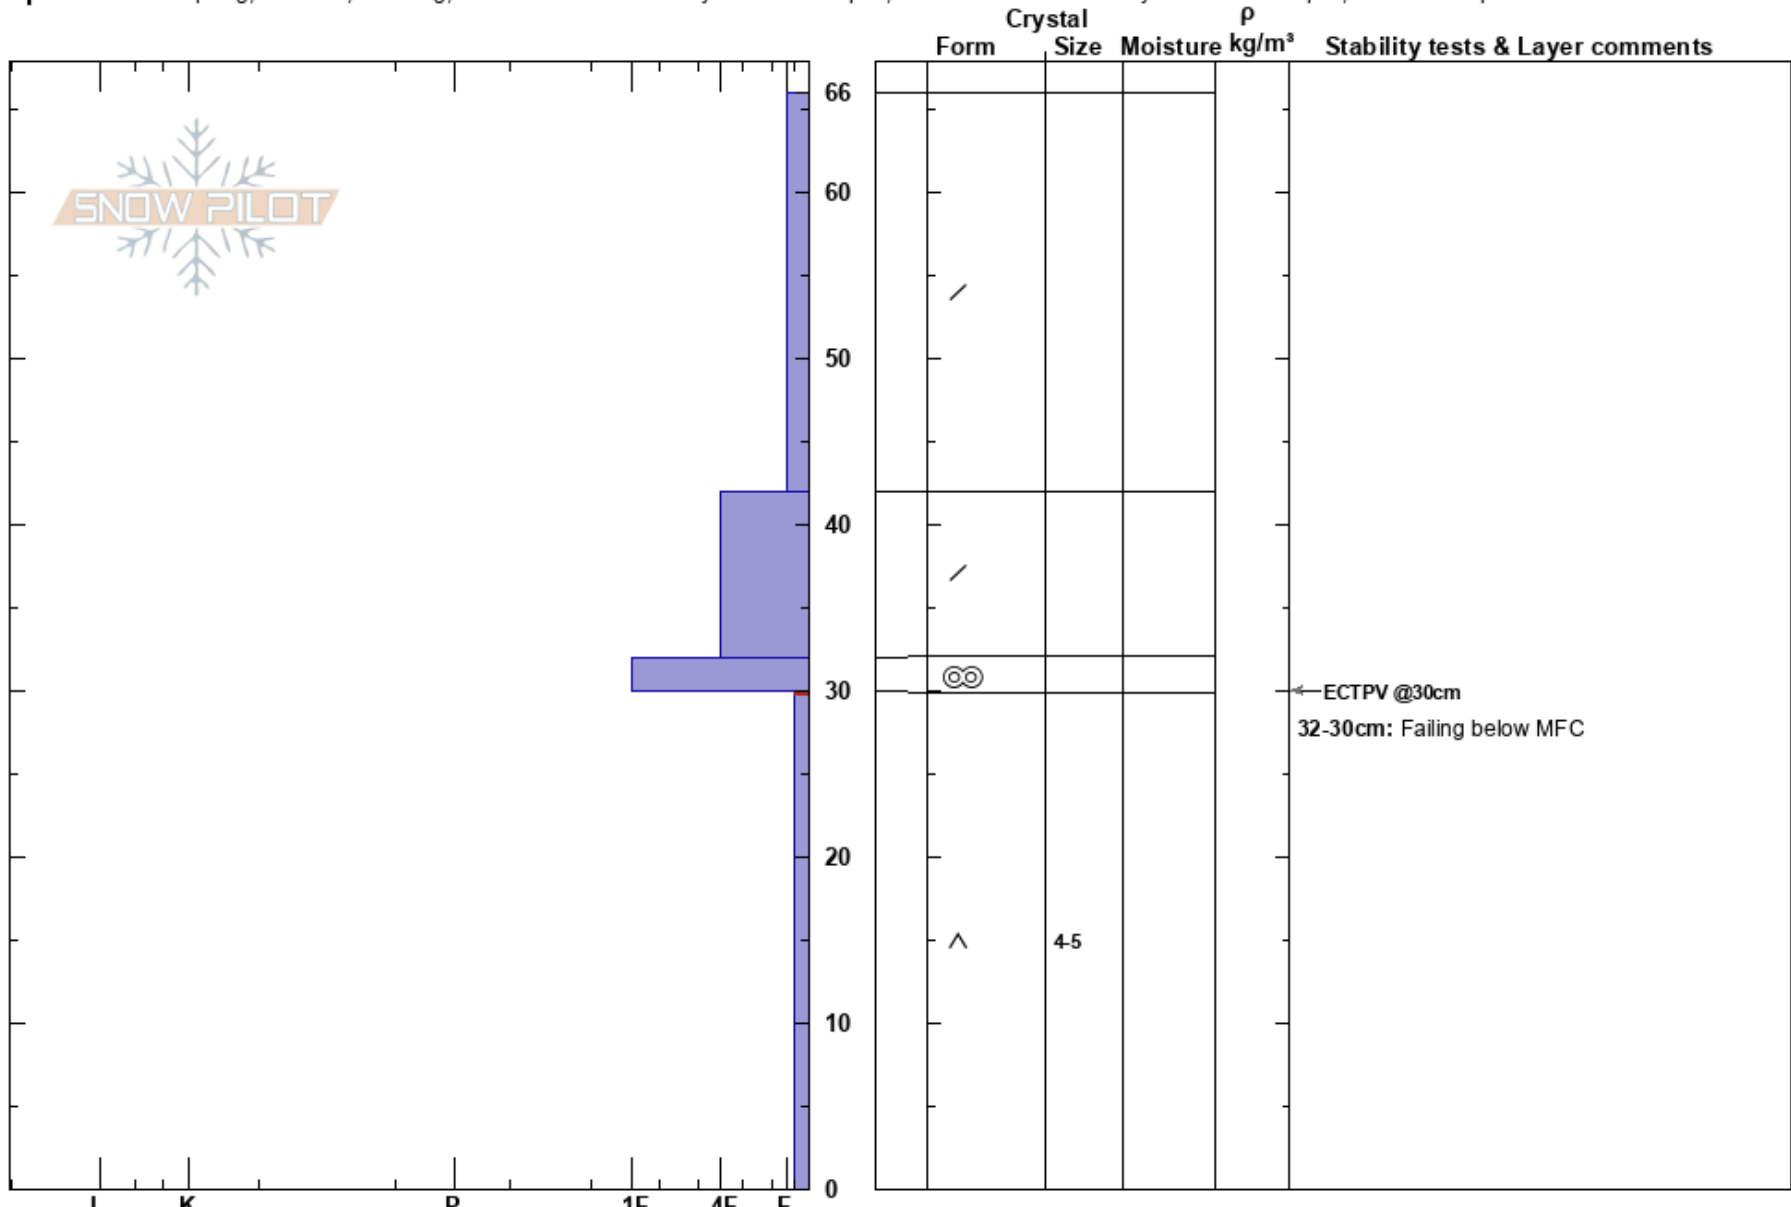 Crystal
ρ
Form Size Moisture kg/m³ Stability tests & Layer comments
66
SNOW PILOT
60
50
40
30
ECTPV @30cm
32-30cm: Failing below MFC
20
4-5
10
0
I K P 1F 4F F